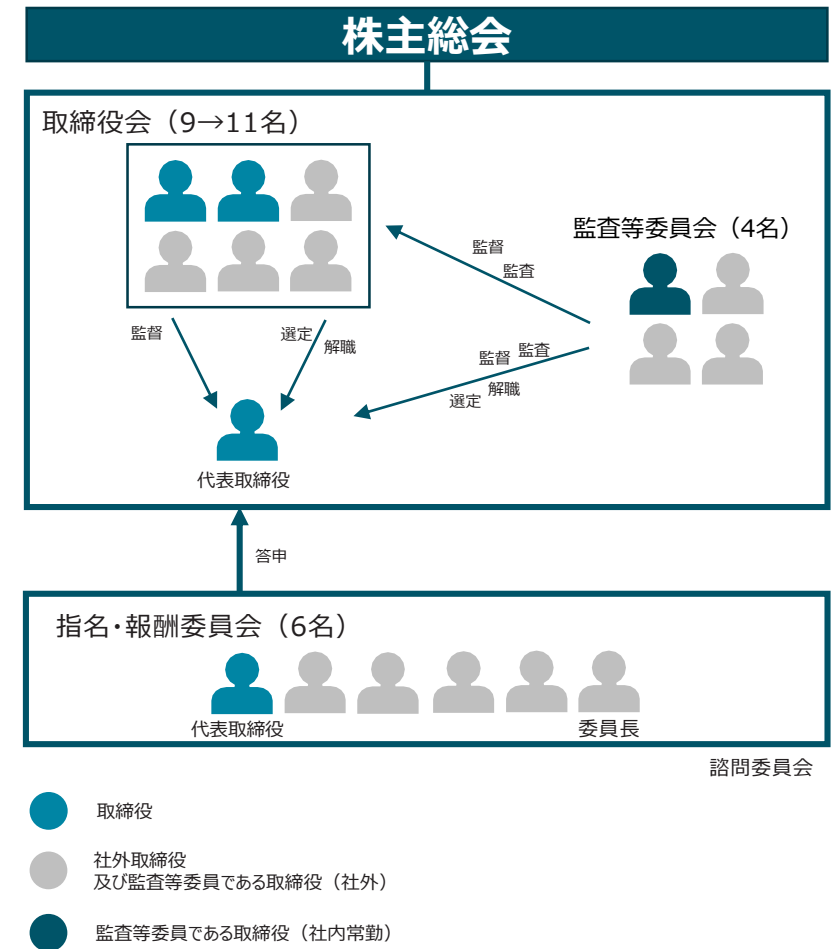 株主総会
取締役会（9→11名）
監査等委員会（4名）
監督
監査
監督
選定
解職
監督 監査
選定 解職
代表取締役
答申
指名・報酬委員会（6名）
代表取締役
委員長
諮問委員会
取締役
社外取締役
及び監査等委員である取締役（社外）
監査等委員である取締役（社内常勤）